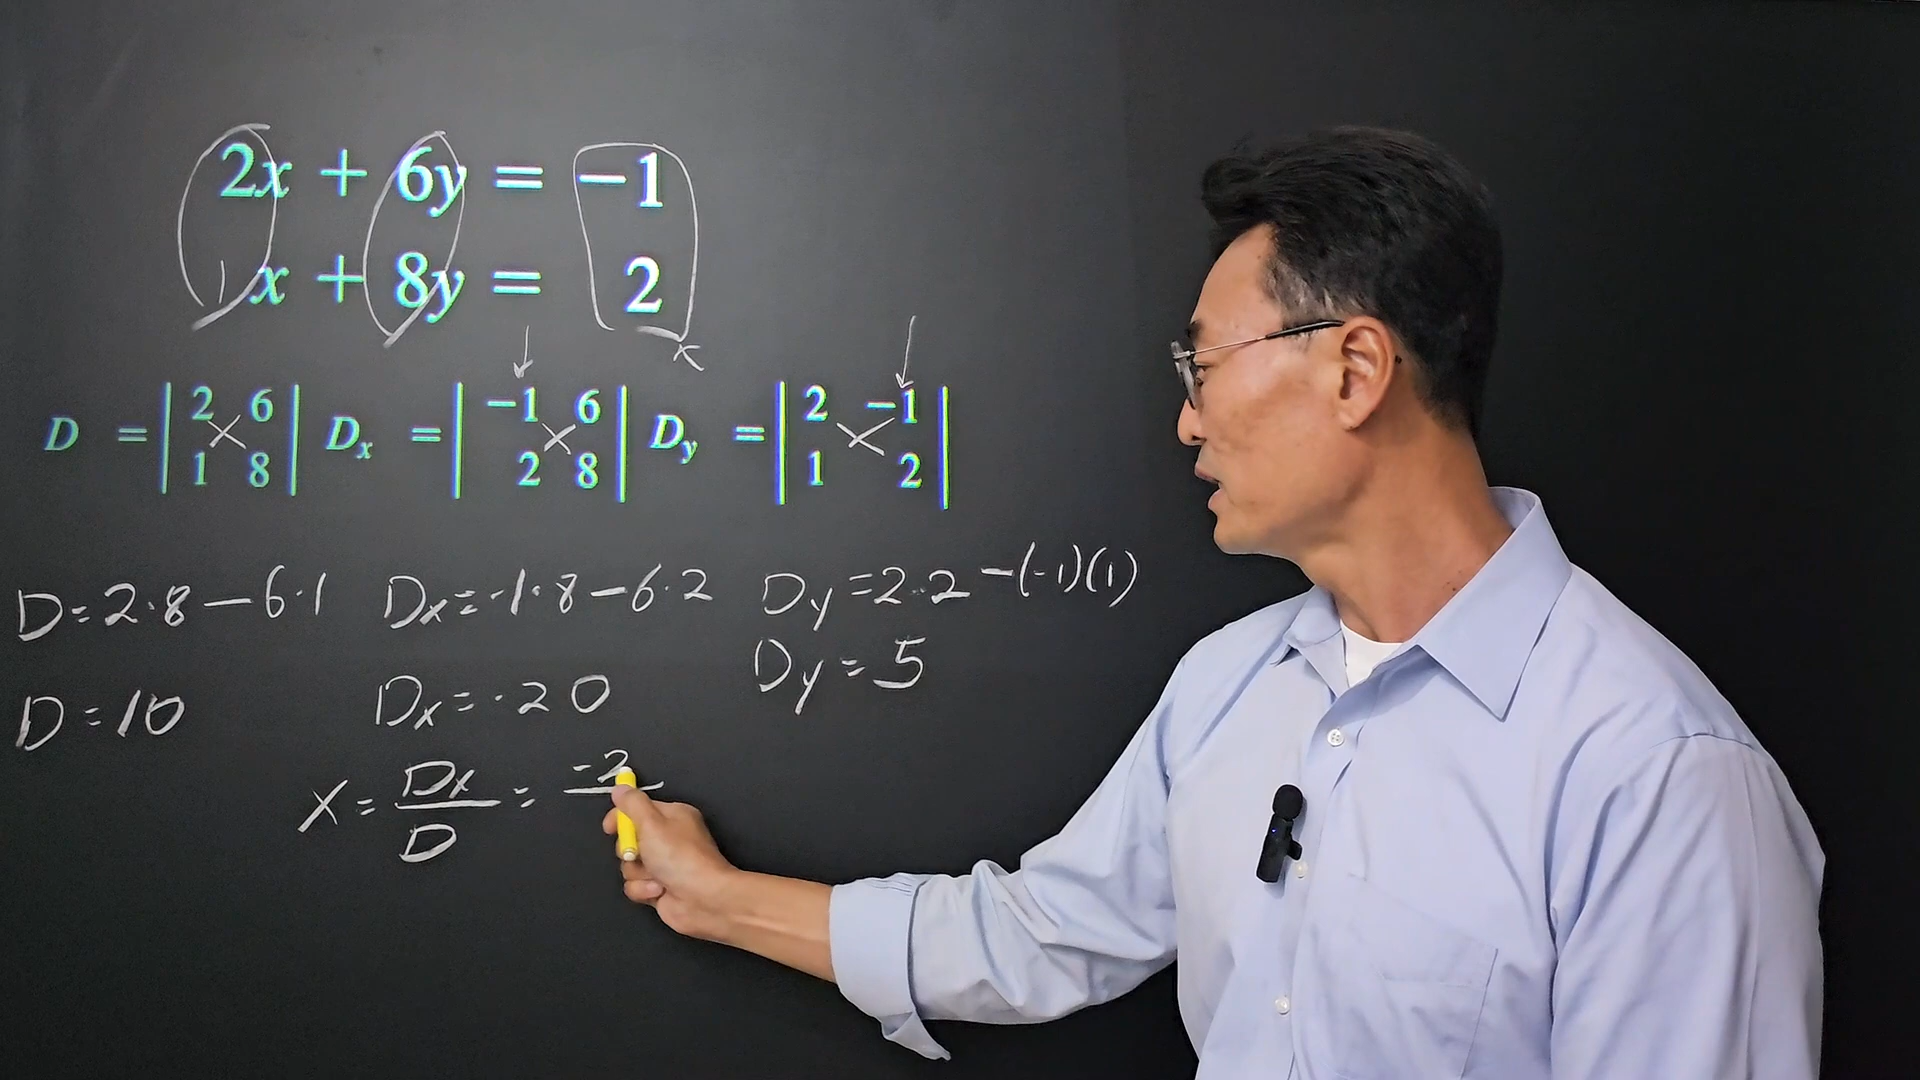 2x + 6y = −1
1x + 8y = 2
D = | 2 6 | Dx = | −1 6 | Dy = | 2 −1 |
| 1 8 | | 2 8 | | 1 2 |
D = 2·8 − 6·1 Dx = -1·8 − 6·2 Dy = 2·2 − (-1)(1)
Dy = 5
D = 10 Dx = -20
x = Dx/D = -2